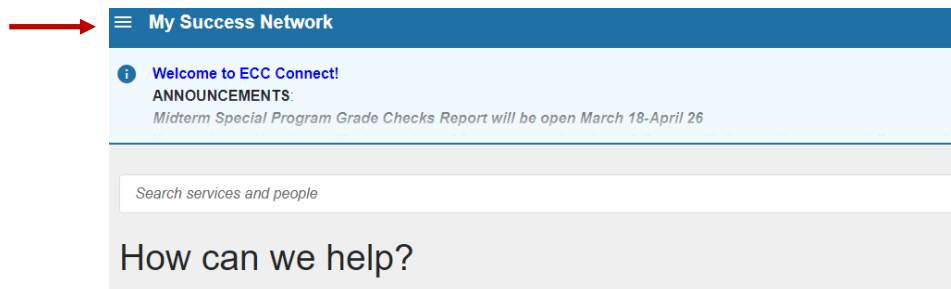 My Success Network
Welcome to ECC Connect!
ANNOUNCEMENTS:
Midterm Special Program Grade Checks Report will be open March 18-April 26
Search services and people
How can we help?